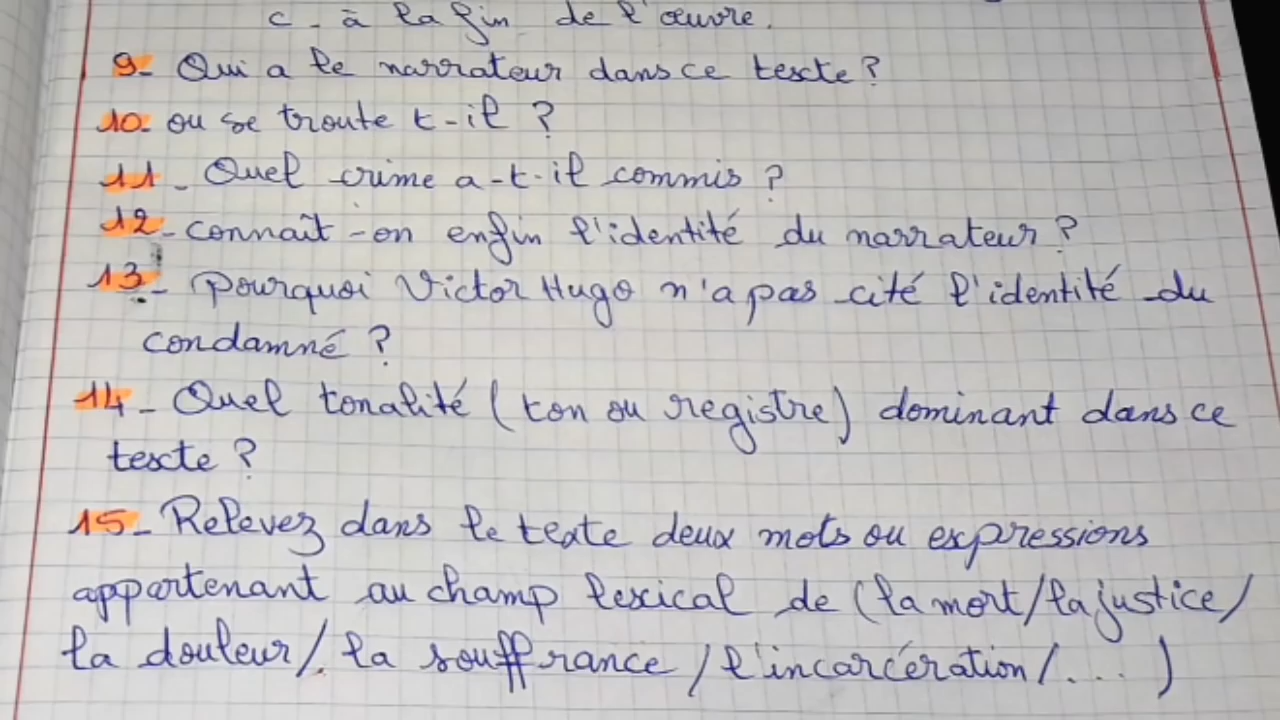 c - à la fin de l'œuvre.
9- Qui a le narrateur dans ce texte ?
10- ou se troute t-il ?
11 - Quel crime a-t-il commis ?
12- connaît-on enfin l'identité du narrateur ?
13 - Pourquoi Victor Hugo n'a pas cité l'identité du
condamné ?
14 - Quel tonalité (ton ou registre) dominant dans ce
texte ?
15 - Relevez dans le texte deux mots ou expressions
appartenant au champ lexical de (la mort/la justice/
la douleur/. la souffrance / l'incarcération /... )